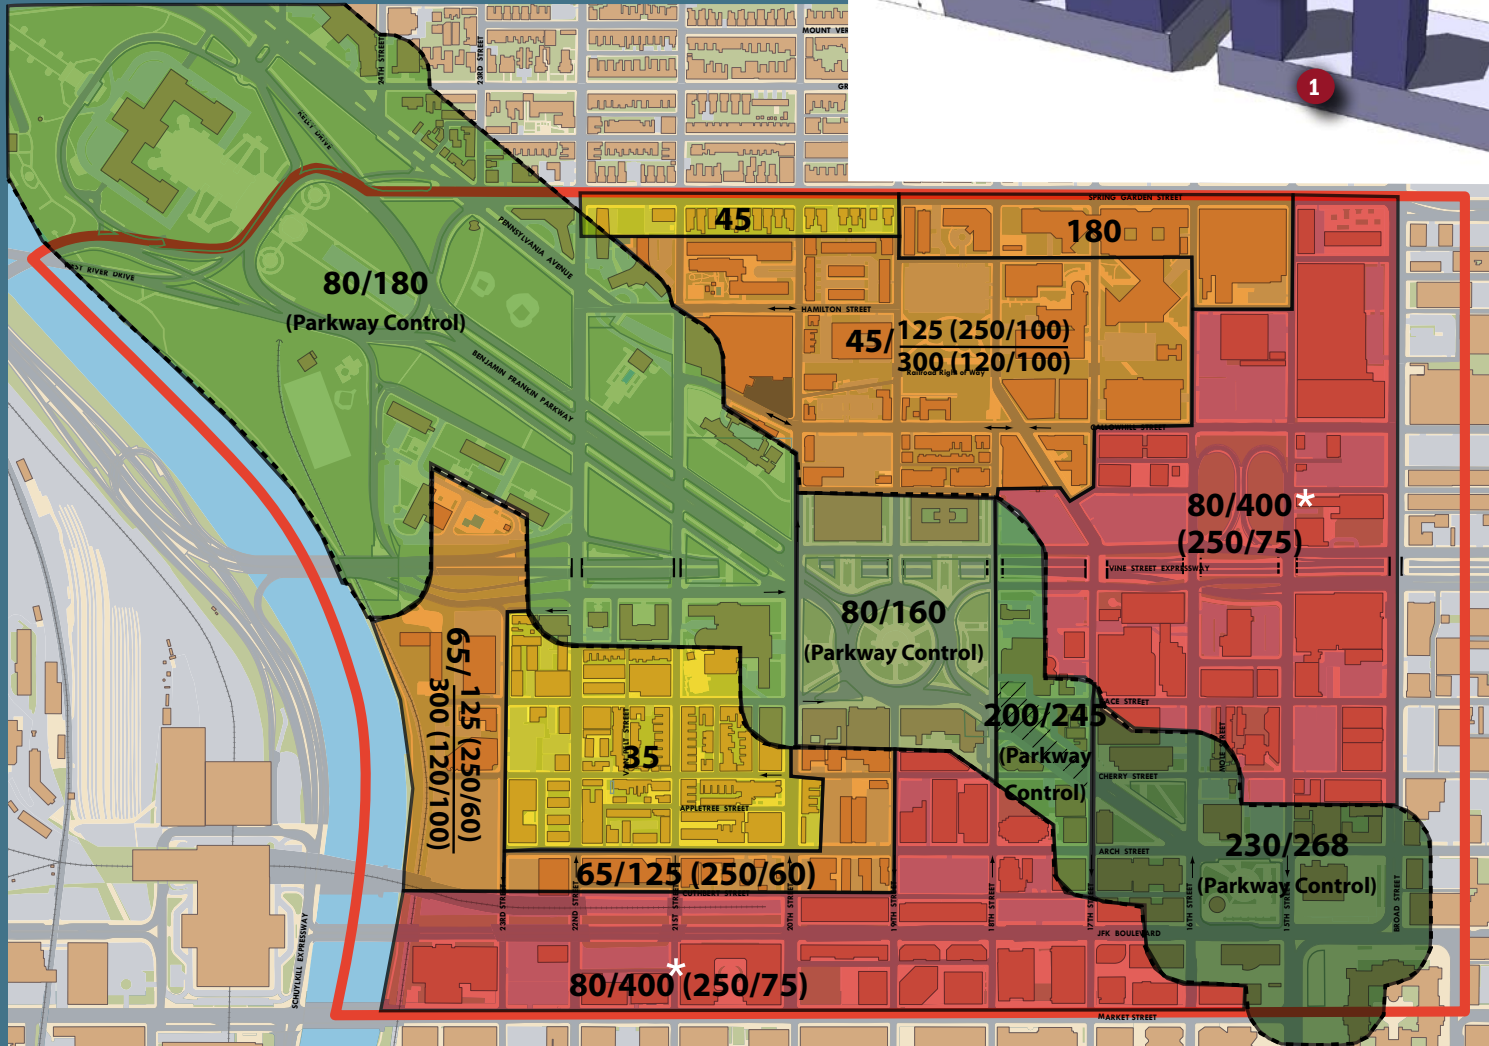 MOUNT VER
GR
24TH STREET
23RD STREET
1
KELLY DRIVE
SPRING GARDEN STREET
45
180
PENNSYLVANIA AVENUE
EAST RIVER DRIVE
80/180
(Parkway Control)
HAMILTON STREET
45/ 125 (250/100)
300 (120/100)
Railroad Right of Way
BENJAMIN FRANKIN PARKWAY
CALLOWHILL STREET
80/400*
(250/75)
VINE STREET EXPRESSWAY
80/160
(Parkway Control)
65/ 125 (250/60)
300 (120/100)
200/245
(Parkway
Control)
RACE STREET
35
CHERRY STREET
APPLETREE STREET
ARCH STREET
230/268
(Parkway Control)
65/125 (250/60)
CUTHBERT STREET
23RD STREET
22ND STREET
21ST STREET
20TH STREET
19TH STREET
18TH STREET
17TH STREET
16TH STREET
15TH STREET
BROAD STREET
JFK BOULEVARD
SCHUYLKILL EXPRESSWAY
80/400* (250/75)
MARKET STREET